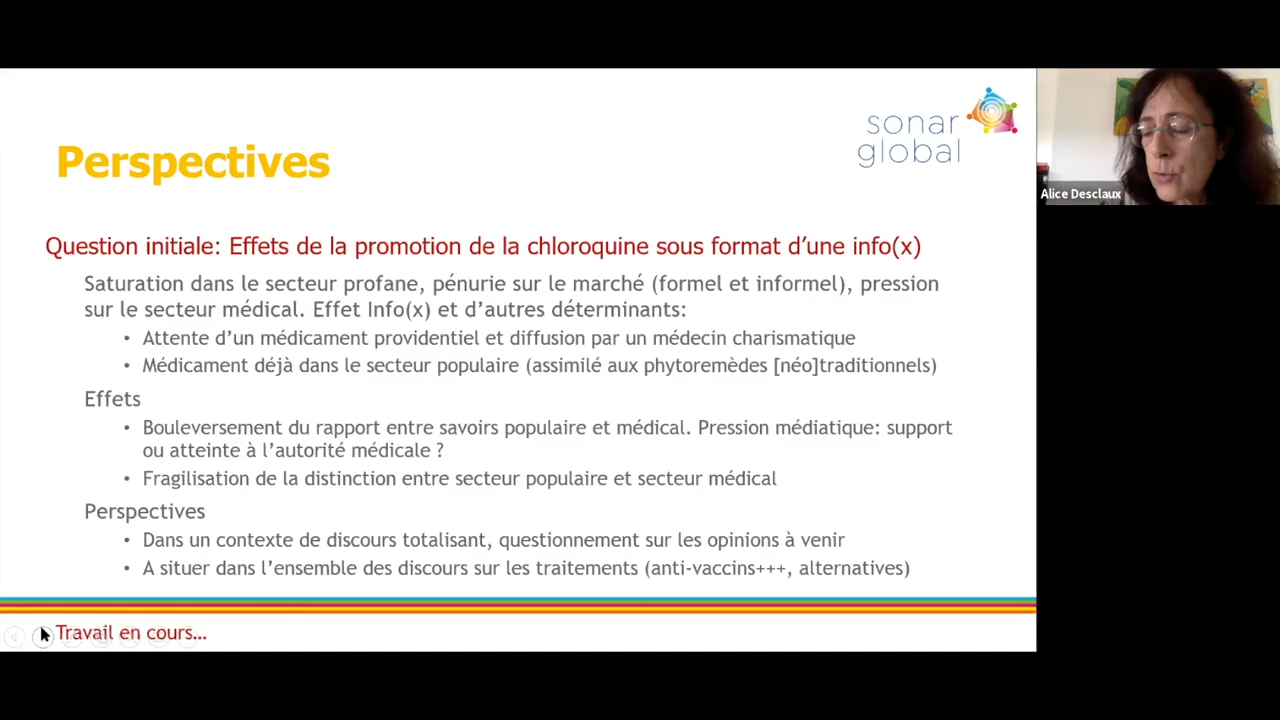 sonar
global
Perspectives
Alice Desclaux
Question initiale: Effets de la promotion de la chloroquine sous format d’une info(x)
Saturation dans le secteur profane, pénurie sur le marché (formel et informel), pression
sur le secteur médical. Effet Info(x) et d’autres déterminants:
• Attente d’un médicament providentiel et diffusion par un médecin charismatique
• Médicament déjà dans le secteur populaire (assimilé aux phytoremèdes [néo]traditionnels)
Effets
• Bouleversement du rapport entre savoirs populaire et médical. Pression médiatique: support
ou atteinte à l’autorité médicale ?
• Fragilisation de la distinction entre secteur populaire et secteur médical
Perspectives
• Dans un contexte de discours totalisant, questionnement sur les opinions à venir
• A situer dans l’ensemble des discours sur les traitements (anti-vaccins+++, alternatives)
Travail en cours…